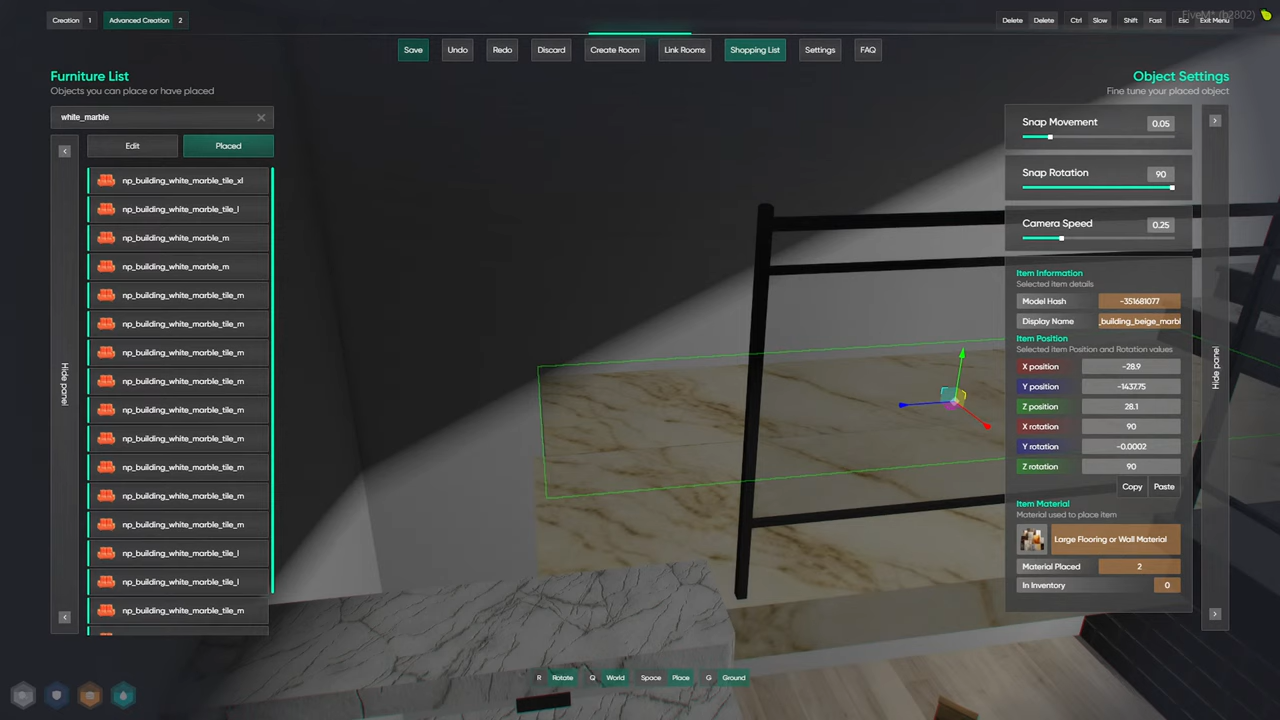 Creation 1 Advanced Creation 2
Delete Delete Ctrl Slow Shift Fast Esc Exit Menu
FiveM* (b2802)
Save Undo Redo Discard Create Room Link Rooms Shopping List Settings FAQ
Furniture List
Objects you can place or have placed
white_marble
Edit Placed
Hide panel
np_building_white_marble_tile_xl
np_building_white_marble_tile_l
np_building_white_marble_m
np_building_white_marble_m
np_building_white_marble_tile_m
np_building_white_marble_tile_m
np_building_white_marble_tile_m
np_building_white_marble_tile_m
np_building_white_marble_tile_m
np_building_white_marble_tile_m
np_building_white_marble_tile_m
np_building_white_marble_tile_m
np_building_white_marble_tile_m
np_building_white_marble_tile_l
np_building_white_marble_tile_l
np_building_white_marble_tile_m
Object Settings
Fine tune your placed object
Snap Movement 0.05
Snap Rotation 90
Camera Speed 0.25
Item Information
Selected item details
Model Hash -351681077
Display Name _building_beige_marbl
Item Position
Selected item Position and Rotation values
X position -28.9
Y position -1437.75
Z position 28.1
X rotation 90
Y rotation -0.0002
Z rotation 90
Copy Paste
Item Material
Material used to place item
Large Flooring or Wall Material
Material Placed 2
In Inventory 0
Hide panel
R Rotate Q World Space Place G Ground